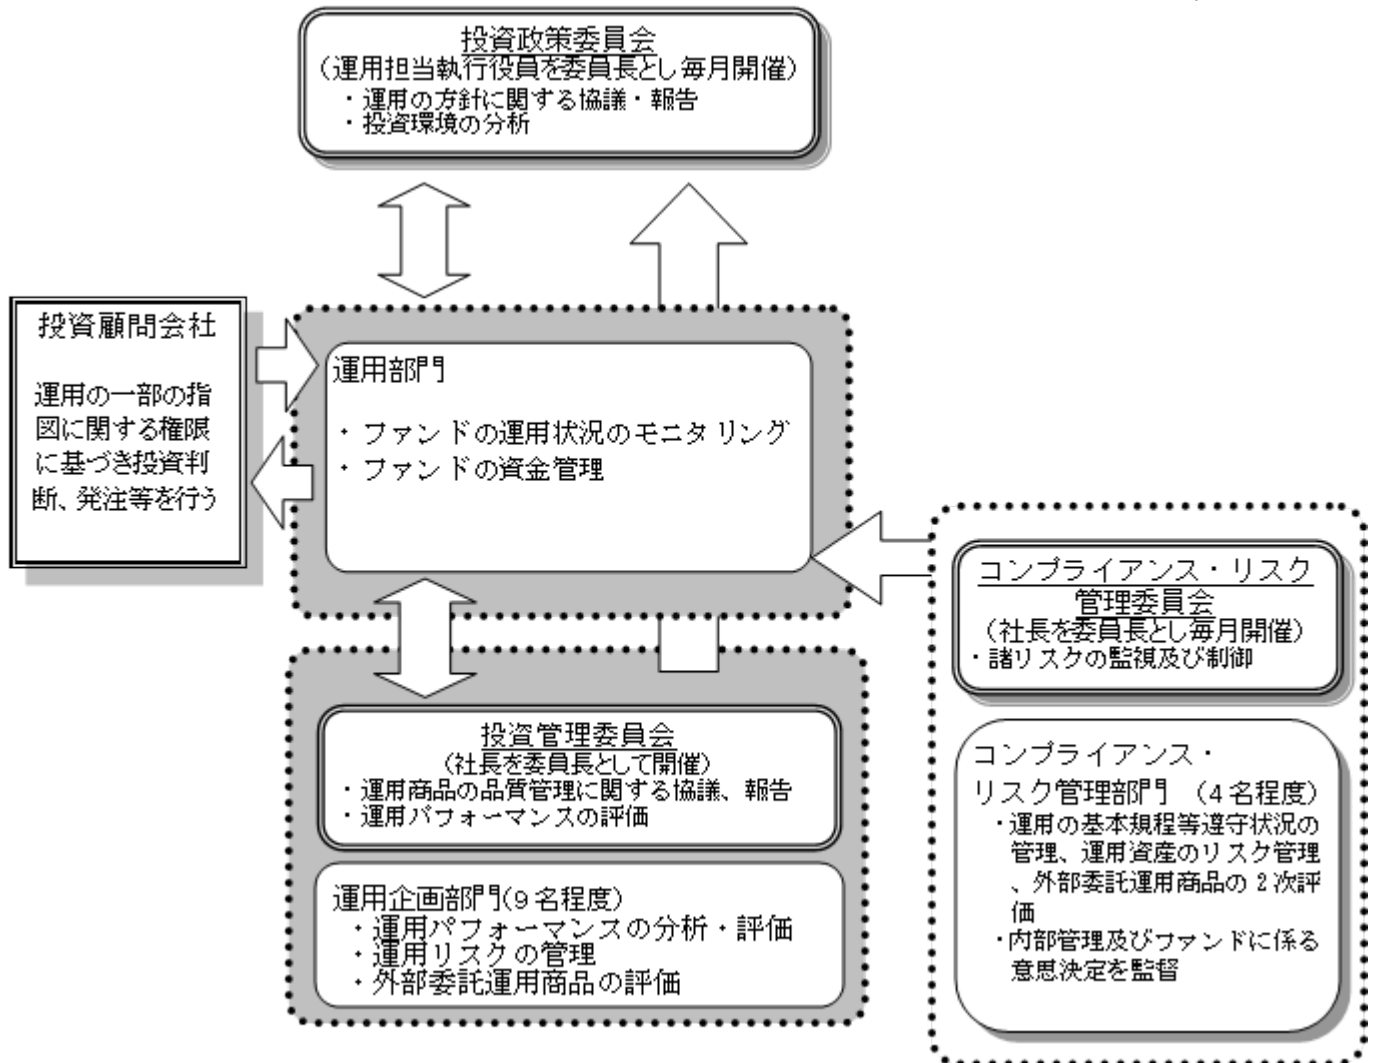 投資政策委員会
（運用担当執行役員を委員長とし毎月開催）
・運用の方針に関する協議・報告
・投資環境の分析
投資顧問会社
運用の一部の指
図に関する権限
に基づき投資判
断、発注等を行う
運用部門
・ファンドの運用状況のモニタリング
・ファンドの資金管理
投資管理委員会
（社長を委員長として開催）
・運用商品の品質管理に関する協議、報告
・運用パフォーマンスの評価
運用企画部門(9名程度)
・運用パフォーマンスの分析・評価
・運用リスクの管理
・外部委託運用商品の評価
コンプライアンス・リスク
管理委員会
（社長を委員長とし毎月開催）
・諸リスクの監視及び制御
コンプライアンス・
リスク管理部門 （4名程度）
・運用の基本規程等遵守状況の
管理、運用資産のリスク管理
、外部委託運用商品の2次評
価
・内部管理及びファンドに係る
意思決定を監督